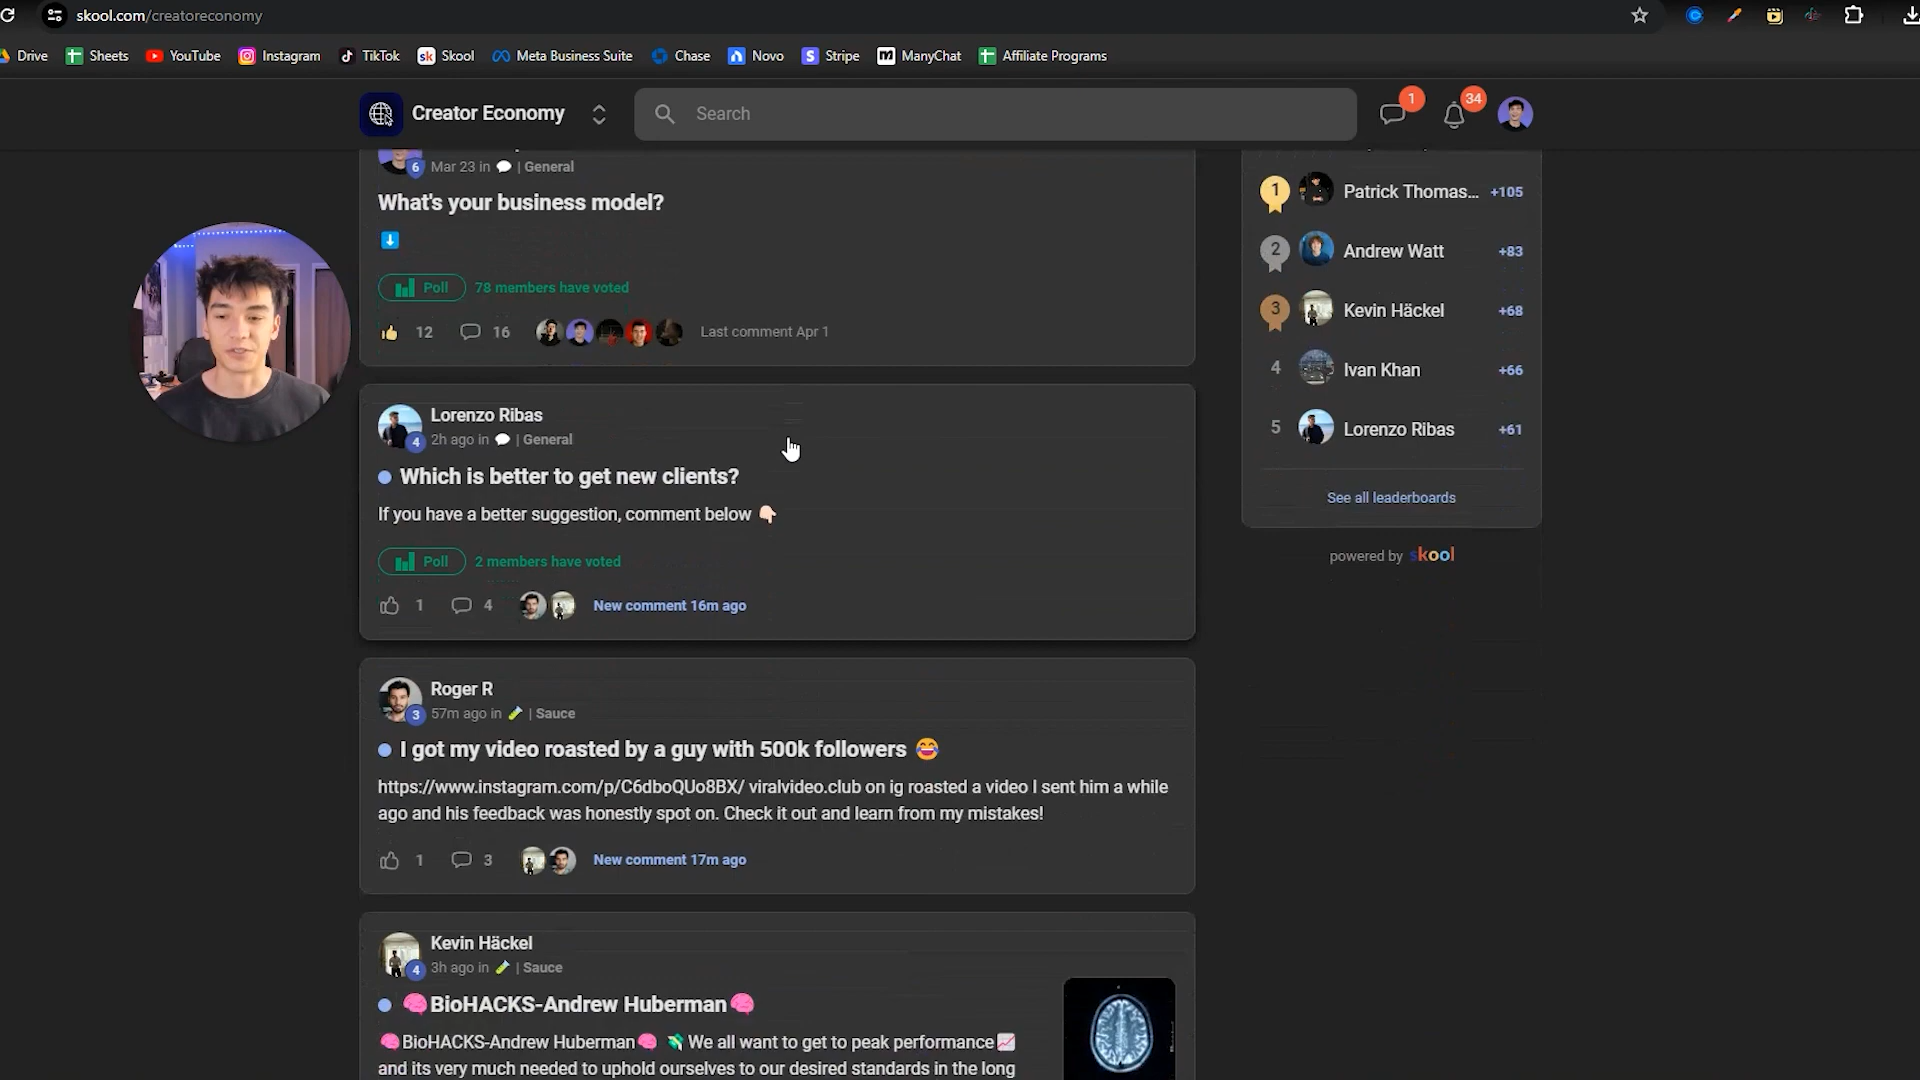 skool.com/creatoreconomy
Drive
Sheets
YouTube
Instagram
TikTok
sk Skool
Meta Business Suite
Chase
Novo
S Stripe
ManyChat
Affiliate Programs
Creator Economy
Search
1
34
6 Mar 23 in | General
What's your business model?
Poll 78 members have voted
12 16 Last comment Apr 1
Lorenzo Ribas
4 2h ago in | General
Which is better to get new clients?
If you have a better suggestion, comment below 👇🏻
Poll 2 members have voted
1 4 New comment 16m ago
Roger R
3 57m ago in | Sauce
I got my video roasted by a guy with 500k followers 😂
https://www.instagram.com/p/C6dboQUo8BX/ viralvideo.club on ig roasted a video I sent him a while
ago and his feedback was honestly spot on. Check it out and learn from my mistakes!
1 3 New comment 17m ago
Kevin Häckel
4 3h ago in | Sauce
🧠BioHACKS-Andrew Huberman🧠
🧠BioHACKS-Andrew Huberman🧠 💸We all want to get to peak performance📈
and its very much needed to uphold ourselves to our desired standards in the long
1 Patrick Thomas... +105
2 Andrew Watt +83
3 Kevin Häckel +68
4 Ivan Khan +66
5 Lorenzo Ribas +61
See all leaderboards
powered by skool